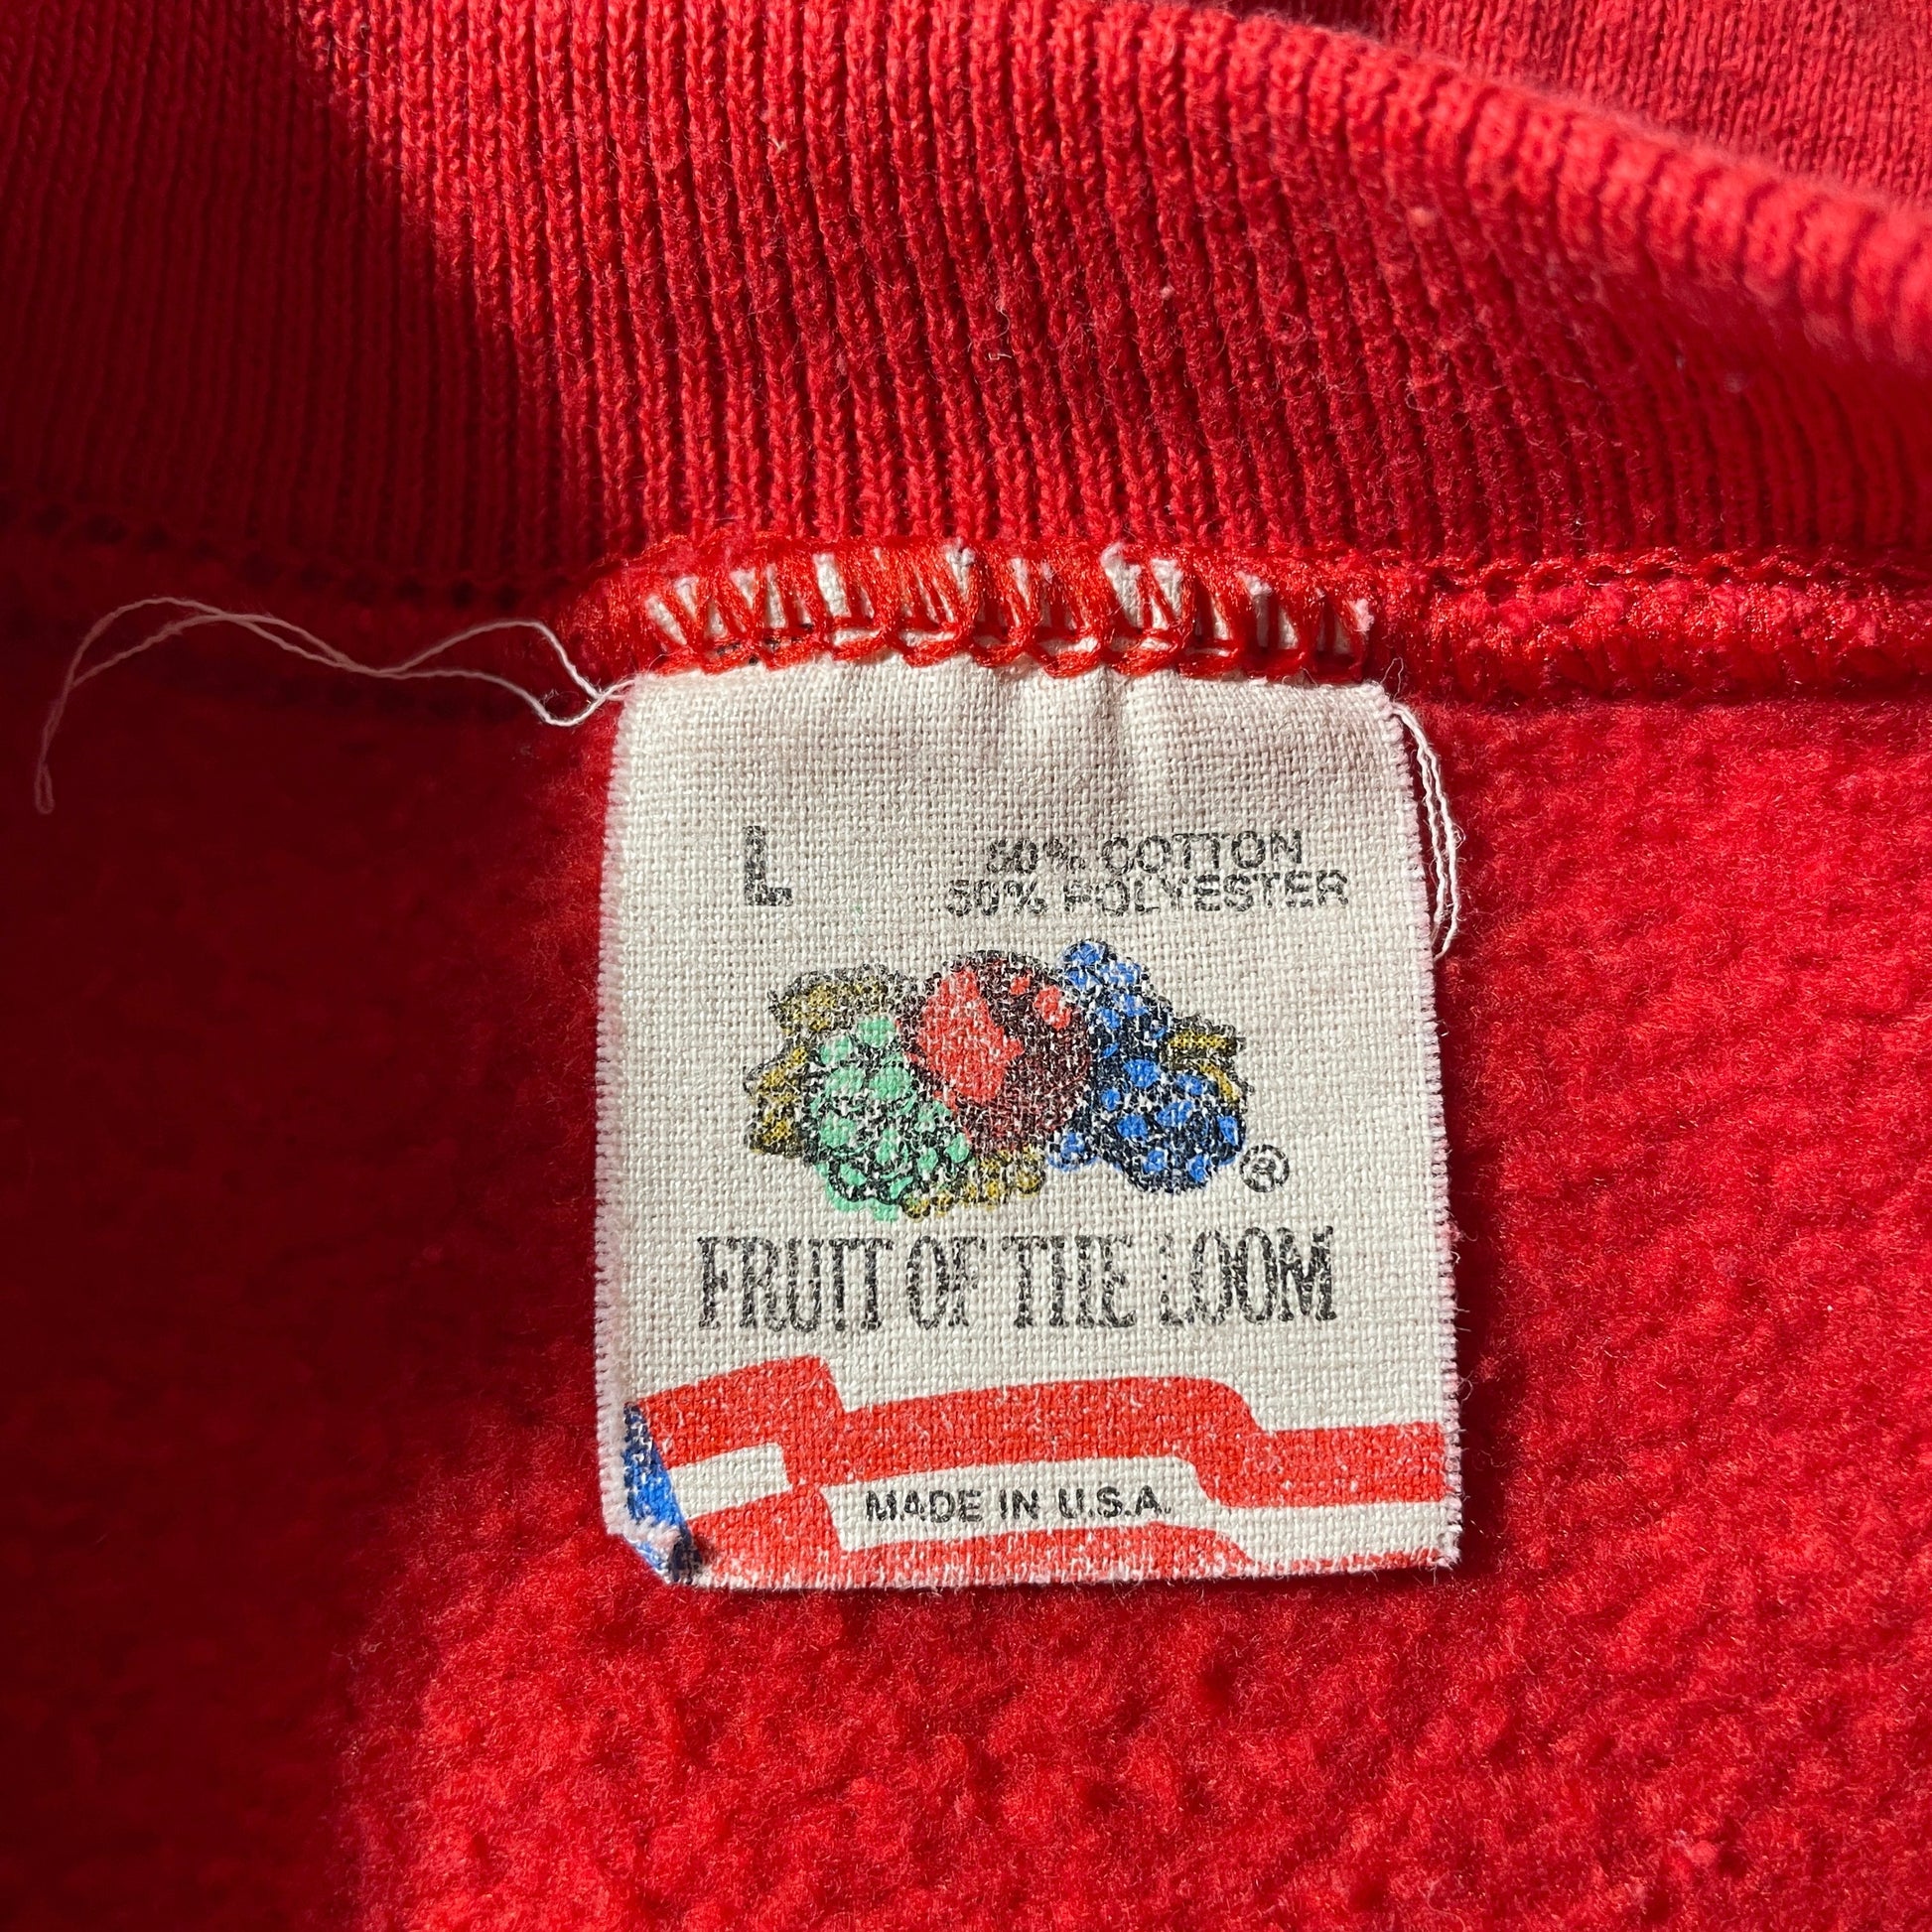 L
50% COTTON
50% POLYESTER
®
FRUIT OF THE LOOM
MADE IN U.S.A.